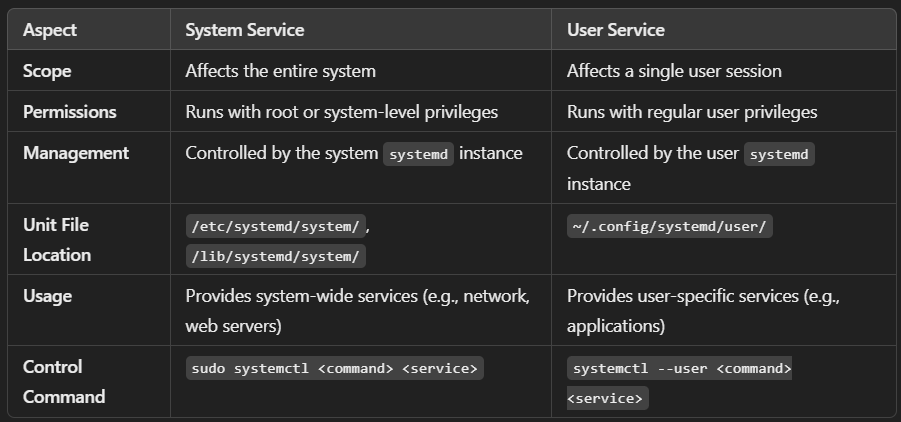 Aspect System Service User Service
Scope Affects the entire system Affects a single user session
Permissions Runs with root or system-level privileges Runs with regular user privileges
Management Controlled by the system systemd instance Controlled by the user systemd
instance
Unit File /etc/systemd/system/, ~/.config/systemd/user/
Location /lib/systemd/system/
Usage Provides system-wide services (e.g., network, Provides user-specific services (e.g.,
web servers) applications)
Control sudo systemctl <command> <service> systemctl --user <command>
Command <service>